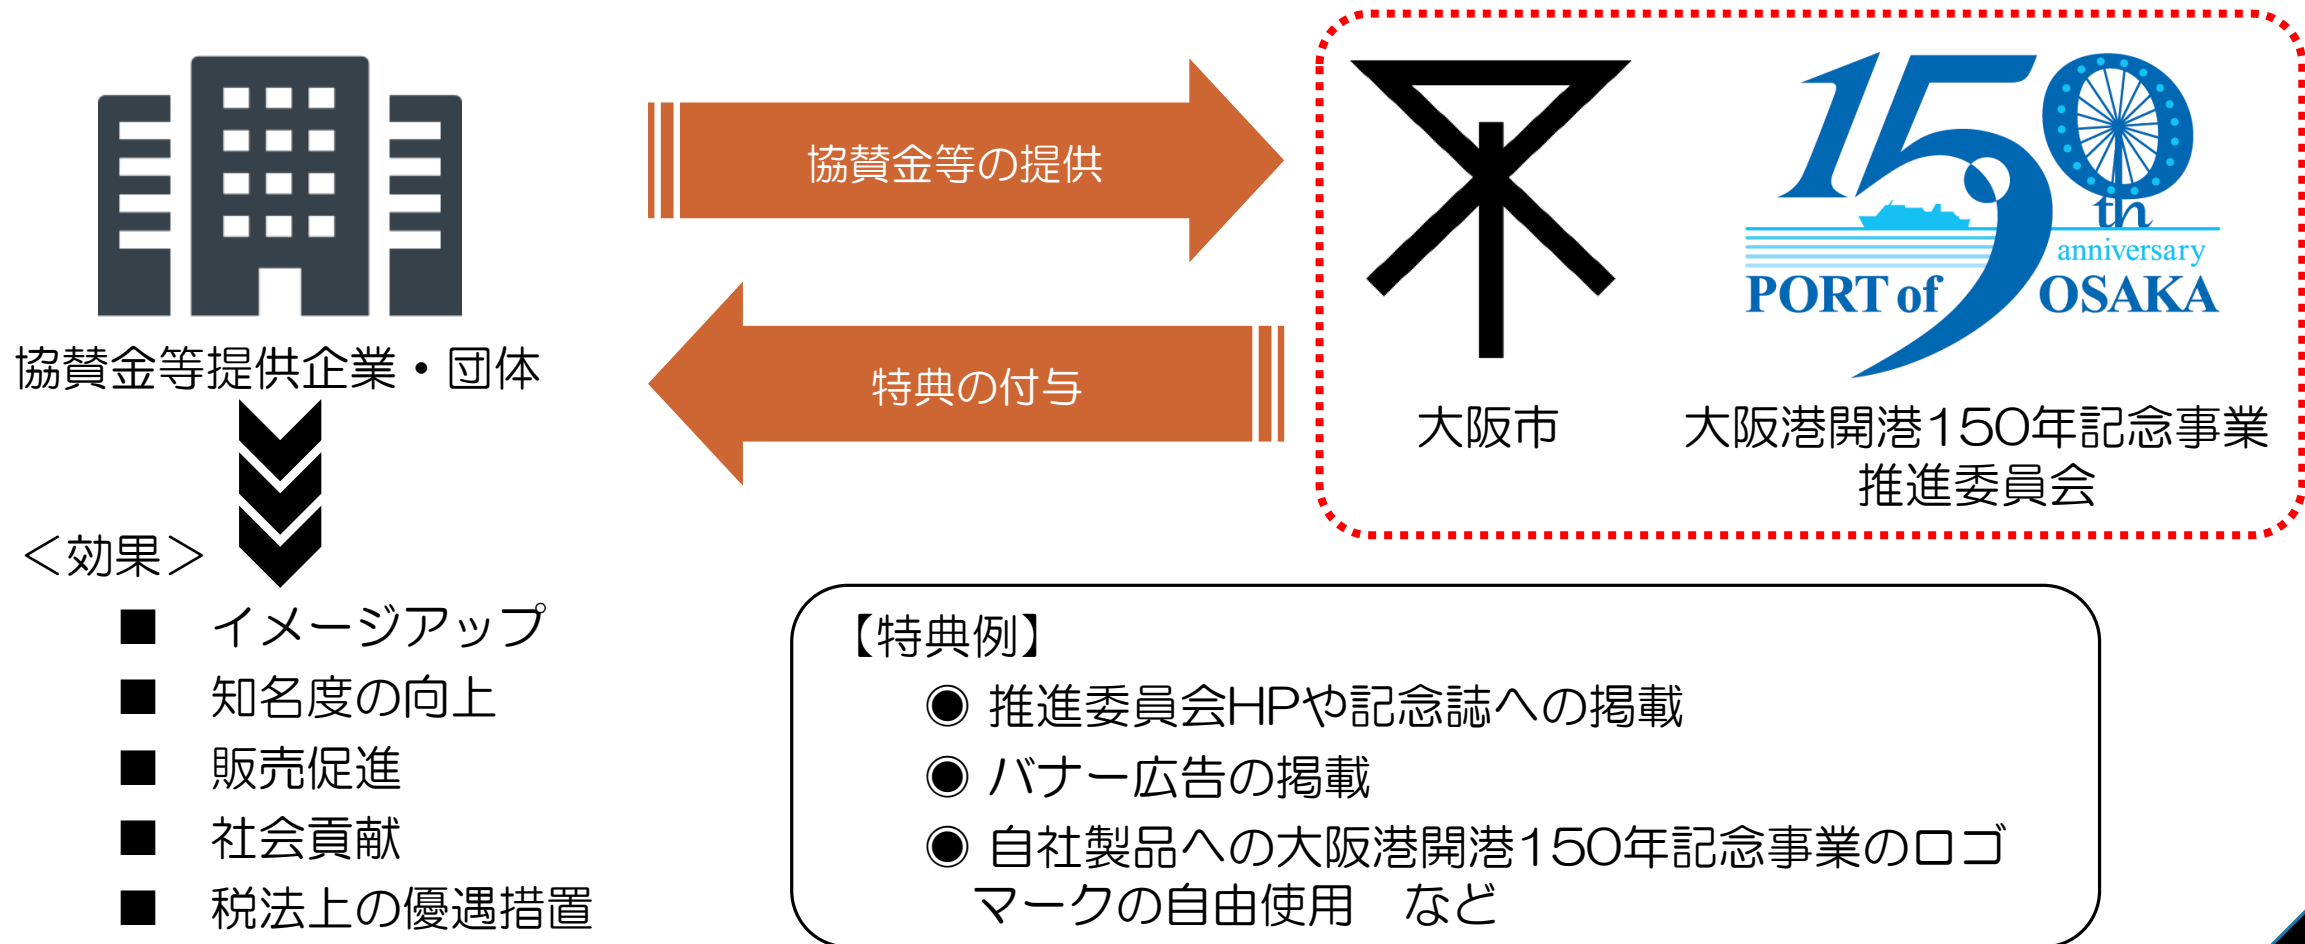 協賛金等の提供
特典の付与
協賛金等提供企業・団体
150th
anniversary
PORT of OSAKA
大阪市
大阪港開港150年記念事業
推進委員会
＜効果＞
■ イメージアップ
■ 知名度の向上
■ 販売促進
■ 社会貢献
■ 税法上の優遇措置
【特典例】
◉ 推進委員会HPや記念誌への掲載
◉ バナー広告の掲載
◉ 自社製品への大阪港開港150年記念事業のロゴ
マークの自由使用　など